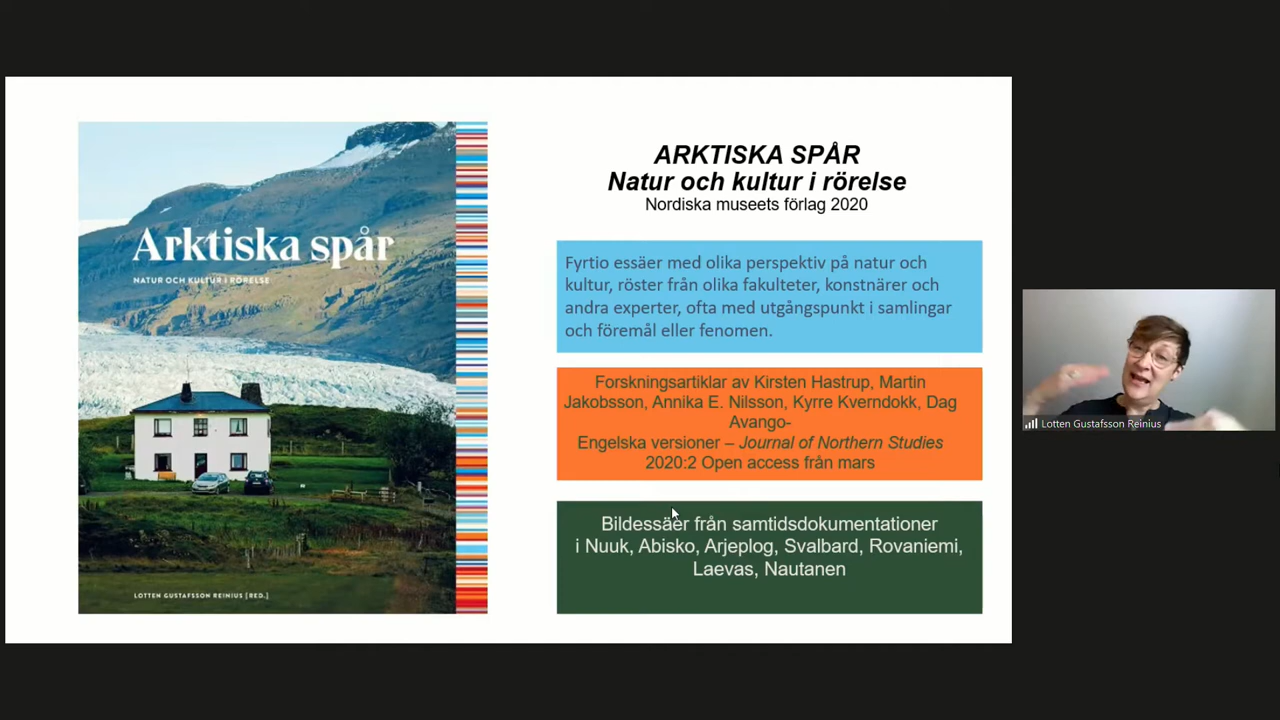 Arktiska spår
NATUR OCH KULTUR I RÖRELSE
LOTTEN GUSTAFSSON REINIUS [RED.]
ARKTISKA SPÅR
Natur och kultur i rörelse
Nordiska museets förlag 2020
Fyrtio essäer med olika perspektiv på natur och
kultur, röster från olika fakulteter, konstnärer och
andra experter, ofta med utgångspunkt i samlingar
och föremål eller fenomen.
Forskningsartiklar av Kirsten Hastrup, Martin
Jakobsson, Annika E. Nilsson, Kyrre Kverndokk, Dag
Avango-
Engelska versioner – Journal of Northern Studies
2020:2 Open access från mars
Bildessäer från samtidsdokumentationer
i Nuuk, Abisko, Arjeplog, Svalbard, Rovaniemi,
Laevas, Nautanen
Lotten Gustafsson Reinius